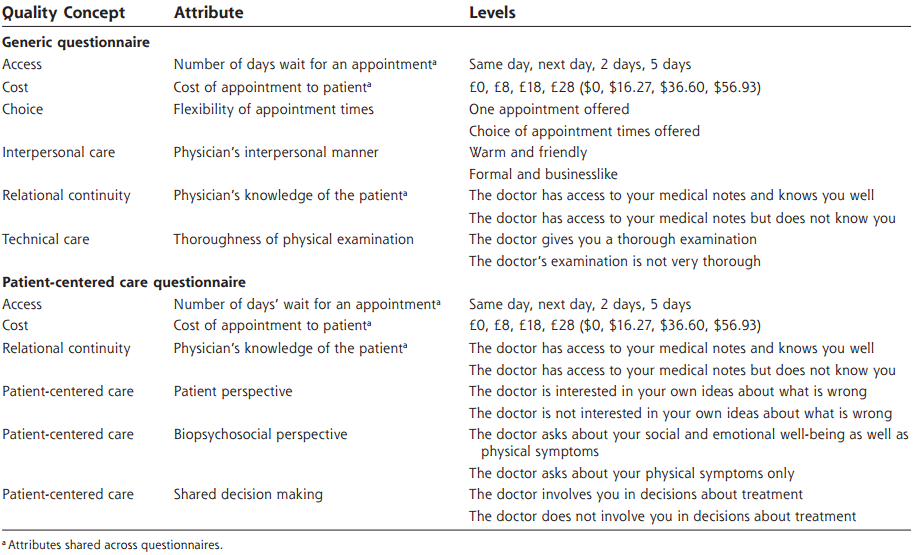 Quality Concept Attribute Levels
Generic questionnaire
Access Number of days wait for an appointmentᵃ Same day, next day, 2 days, 5 days
Cost Cost of appointment to patientᵃ £0, £8, £18, £28 ($0, $16.27, $36.60, $56.93)
Choice Flexibility of appointment times One appointment offered
Choice of appointment times offered
Interpersonal care Physician’s interpersonal manner Warm and friendly
Formal and businesslike
Relational continuity Physician’s knowledge of the patientᵃ The doctor has access to your medical notes and knows you well
The doctor has access to your medical notes but does not know you
Technical care Thoroughness of physical examination The doctor gives you a thorough examination
The doctor’s examination is not very thorough
Patient-centered care questionnaire
Access Number of days’ wait for an appointmentᵃ Same day, next day, 2 days, 5 days
Cost Cost of appointment to patientᵃ £0, £8, £18, £28 ($0, $16.27, $36.60, $56.93)
Relational continuity Physician’s knowledge of the patientᵃ The doctor has access to your medical notes and knows you well
The doctor has access to your medical notes but does not know you
Patient-centered care Patient perspective The doctor is interested in your own ideas about what is wrong
The doctor is not interested in your own ideas about what is wrong
Patient-centered care Biopsychosocial perspective The doctor asks about your social and emotional well-being as well as
physical symptoms
The doctor asks about your physical symptoms only
Patient-centered care Shared decision making The doctor involves you in decisions about treatment
The doctor does not involve you in decisions about treatment
ᵃ Attributes shared across questionnaires.